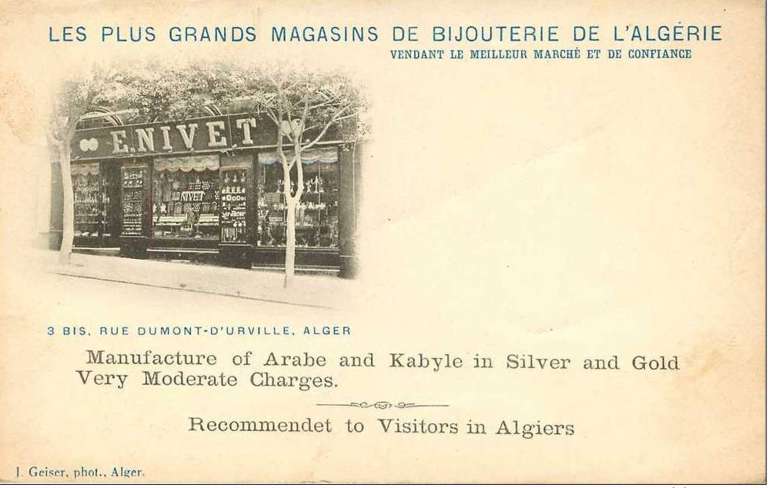 LES PLUS GRANDS MAGASINS DE BIJOUTERIE DE L'ALGÉRIE
VENDANT LE MEILLEUR MARCHÉ ET DE CONFIANCE
E. NIVET
NIVET
3 BIS, RUE DUMONT-D'URVILLE, ALGER
Manufacture of Arabe and Kabyle in Silver and Gold
Very Moderate Charges.
Recommendet to Visitors in Algiers
J. Geiser, phot., Alger.